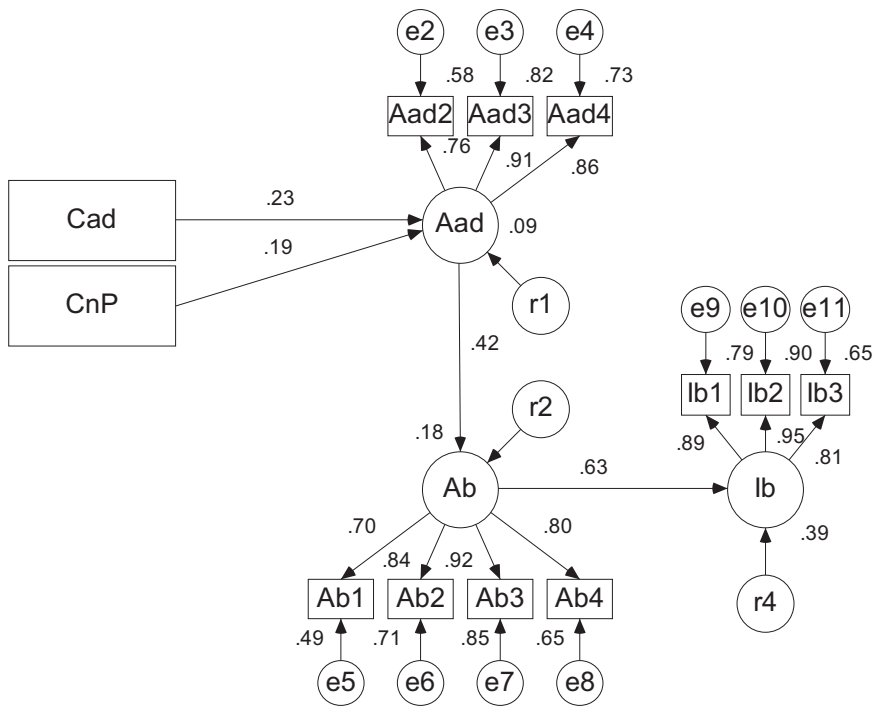 e2 e3 e4
.58 .82 .73
Aad2 Aad3 Aad4
.76 .91 .86
Cad .23 Aad .09
CnP .19 r1
e9 e10 e11
.42 .79 .90 .65
Ib1 Ib2 Ib3
r2
.18 .89 .95 .81
Ab .63 Ib
.70 .84 .92 .80 .39
Ab1 Ab2 Ab3 Ab4 r4
.49 .71 .85 .65
e5 e6 e7 e8